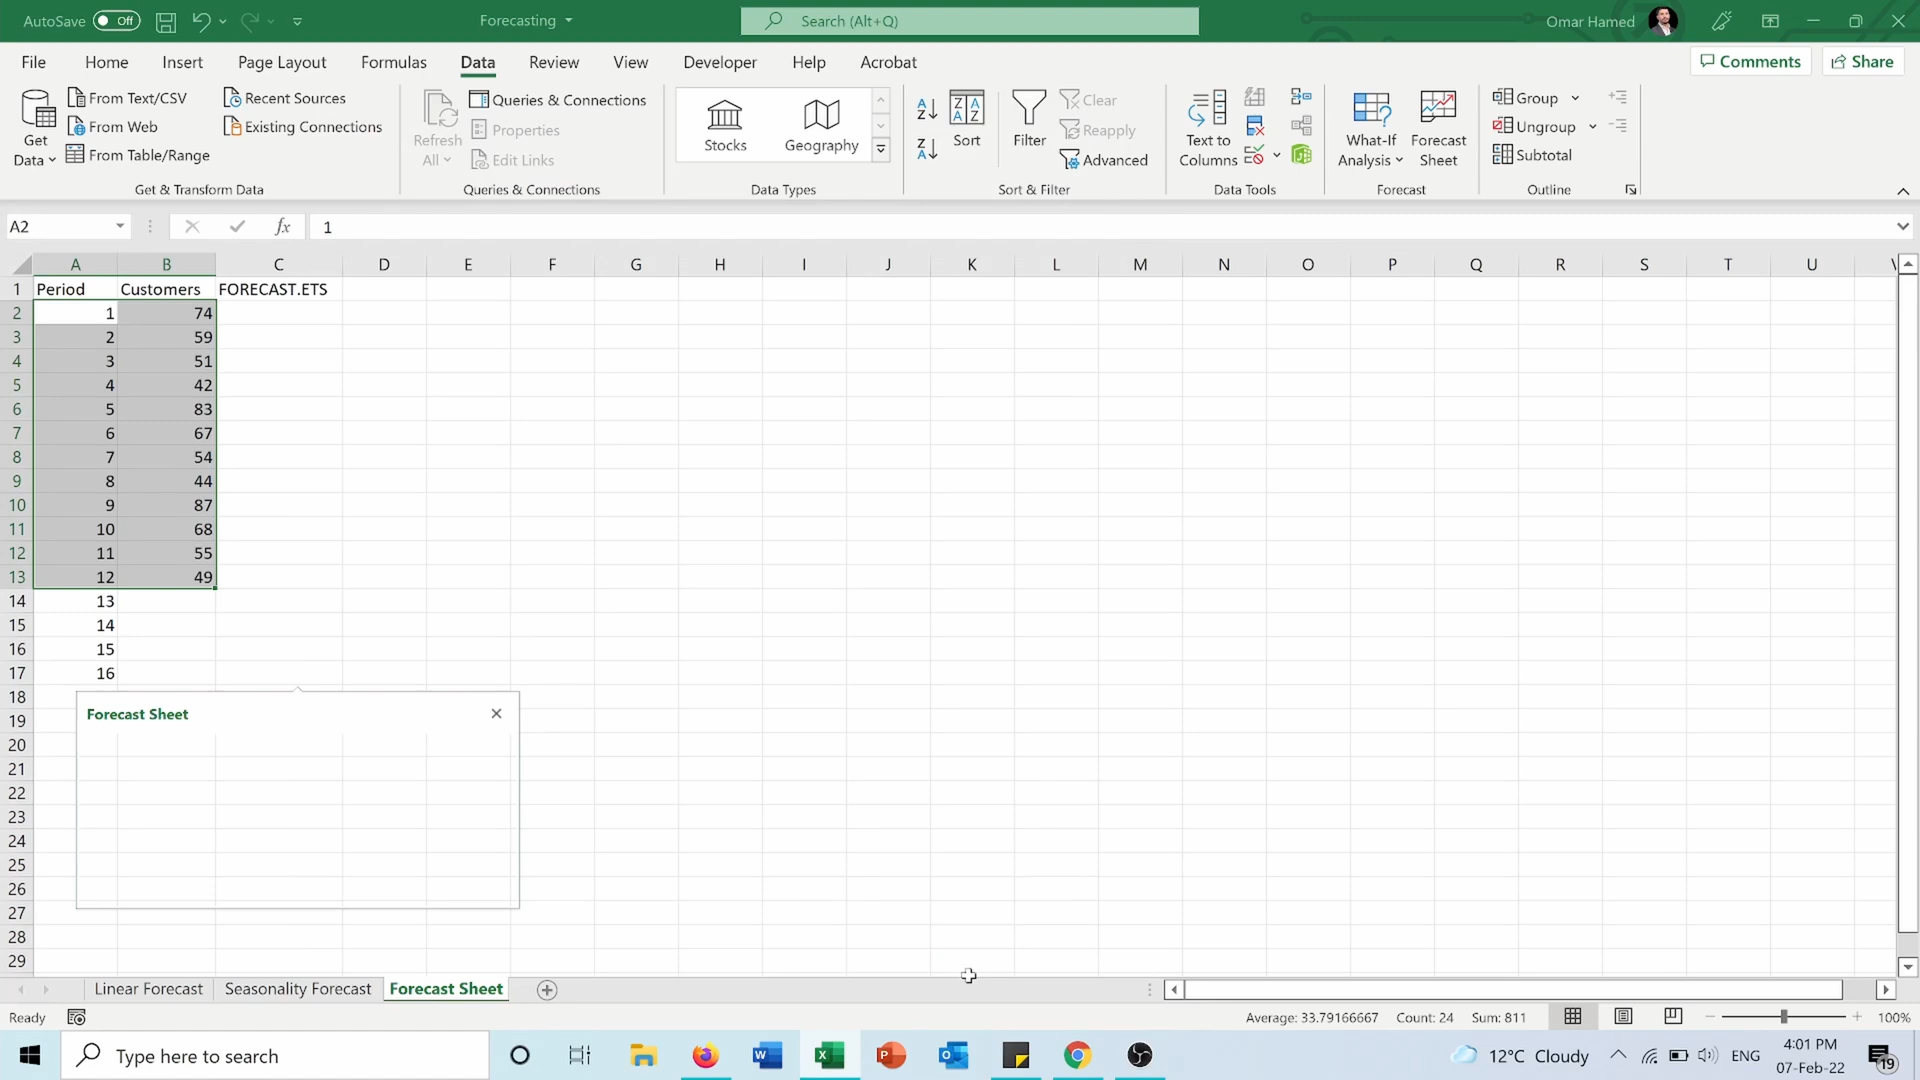 AutoSave Off Forecasting Search (Alt+Q) Omar Hamed
File Home Insert Page Layout Formulas Data Review View Developer Help Acrobat Comments Share
Get Data
From Text/CSV
From Web
From Table/Range
Recent Sources
Existing Connections
Get & Transform Data
Refresh All
Queries & Connections
Properties
Edit Links
Queries & Connections
Stocks
Geography
Data Types
Sort
Filter
Clear
Reapply
Advanced
Sort & Filter
Text to Columns
Data Tools
What-If Analysis
Forecast Sheet
Forecast
Group
Ungroup
Subtotal
Outline
A2 fx 1
A B C D E F G H I J K L M N O P Q R S T U
1 Period Customers FORECAST.ETS
2 1 74
3 2 59
4 3 51
5 4 42
6 5 83
7 6 67
8 7 54
9 8 44
10 9 87
11 10 68
12 11 55
13 12 49
14 13
15 14
16 15
17 16
18
19 Forecast Sheet
20
21
22
23
24
25
26
27
28
29
Linear Forecast Seasonality Forecast Forecast Sheet
Ready Average: 33.79166667 Count: 24 Sum: 811 100%
Type here to search 12°C Cloudy ENG 4:01 PM
07-Feb-22 19